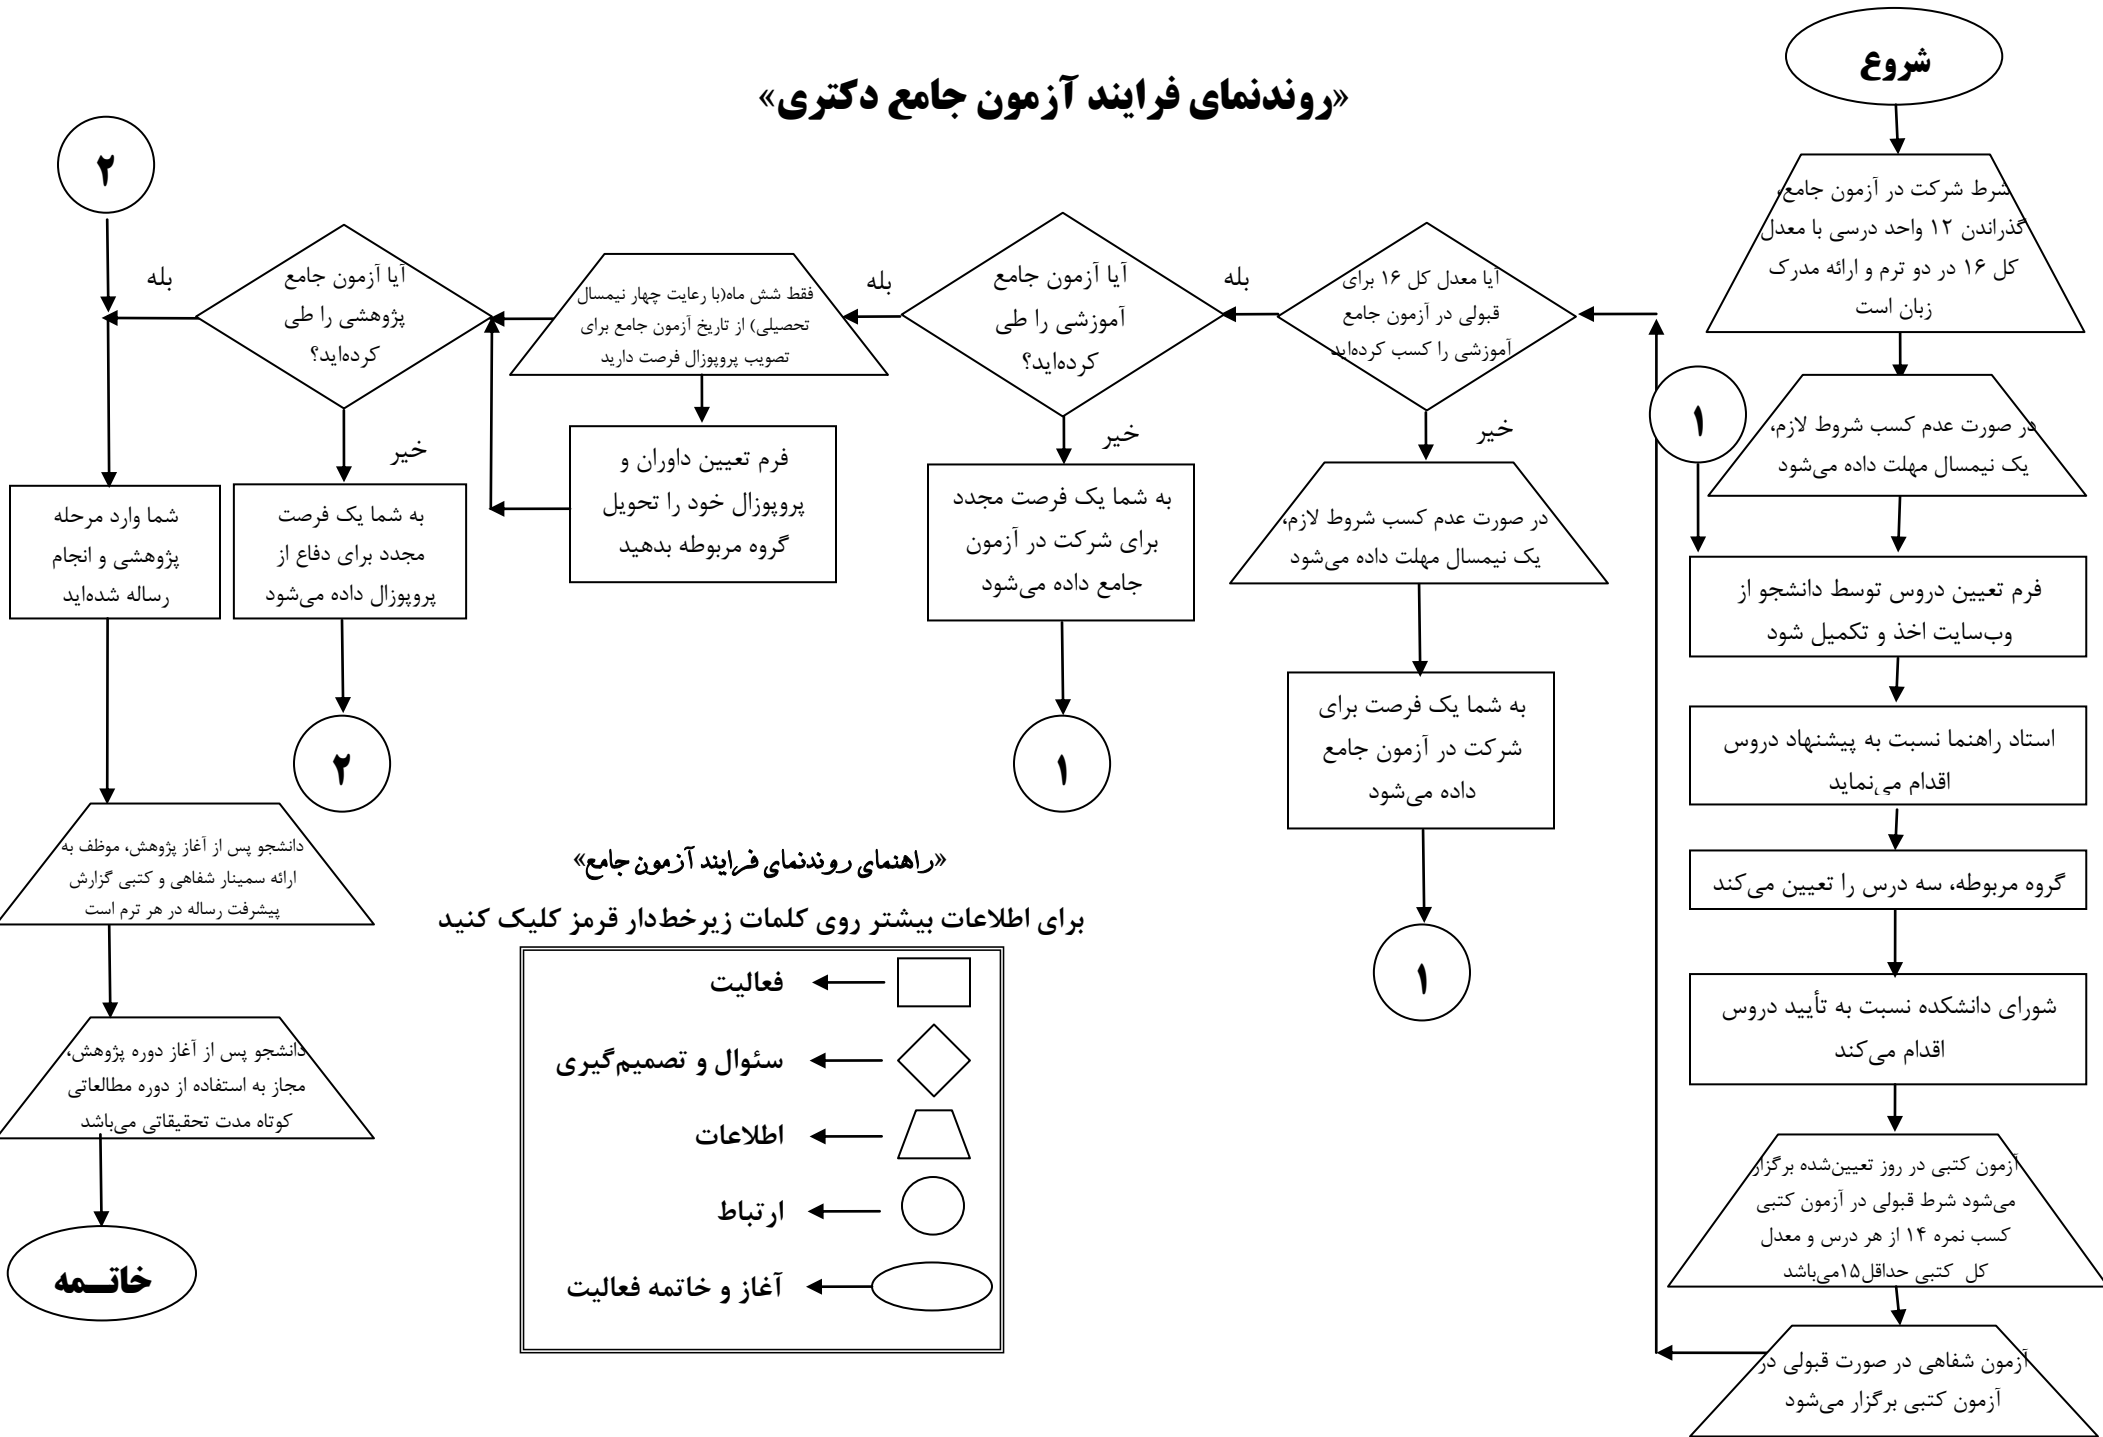 «روندنمای فرایند آزمون جامع دکتری»
شروع
شرط شرکت در آزمون جامع،
گذراندن ۱۲ واحد درسی با معدل
کل ۱۶ در دو ترم و ارائه مدرک
زبان است
در صورت عدم کسب شروط لازم،
یک نیمسال مهلت داده می‌شود
۱
فرم تعیین دروس توسط دانشجو از
وب‌سایت اخذ و تکمیل شود
استاد راهنما نسبت به پیشنهاد دروس
اقدام می‌نماید
گروه مربوطه، سه درس را تعیین می‌کند
شورای دانشکده نسبت به تأیید دروس
اقدام می‌کند
آزمون کتبی در روز تعیین‌شده برگزار
می‌شود شرط قبولی در آزمون کتبی
کسب نمره ۱۴ از هر درس و معدل
کل کتبی حداقل۱۵می‌باشد
آزمون شفاهی در صورت قبولی در
آزمون کتبی برگزار می‌شود
آیا معدل کل ۱۶ برای
قبولی در آزمون جامع
آموزشی را کسب کرده‌اید
بله
خیر
در صورت عدم کسب شروط لازم،
یک نیمسال مهلت داده می‌شود
به شما یک فرصت برای
شرکت در آزمون جامع
داده می‌شود
۱
آیا آزمون جامع
آموزشی را طی
کرده‌اید؟
بله
خیر
به شما یک فرصت مجدد
برای شرکت در آزمون
جامع داده می‌شود
۱
فقط شش ماه(با رعایت چهار نیمسال
تحصیلی) از تاریخ آزمون جامع برای
تصویب پروپوزال فرصت دارید
فرم تعیین داوران و
پروپوزال خود را تحویل
گروه مربوطه بدهید
آیا آزمون جامع
پژوهشی را طی
کرده‌اید؟
بله
خیر
به شما یک فرصت
مجدد برای دفاع از
پروپوزال داده می‌شود
۲
۲
شما وارد مرحله
پژوهشی و انجام
رساله شده‌اید
دانشجو پس از آغاز پژوهش، موظف به
ارائه سمینار شفاهی و کتبی گزارش
پیشرفت رساله در هر ترم است
دانشجو پس از آغاز دوره پژوهش،
مجاز به استفاده از دوره مطالعاتی
کوتاه مدت تحقیقاتی می‌باشد
خاتـــمه
«راهنمای روندنمای فرایند آزمون جامع»
برای اطلاعات بیشتر روی کلمات زیرخط‌دار قرمز کلیک کنید
فعالیت
سئوال و تصمیم‌گیری
اطلاعات
ارتباط
آغاز و خاتمه فعالیت